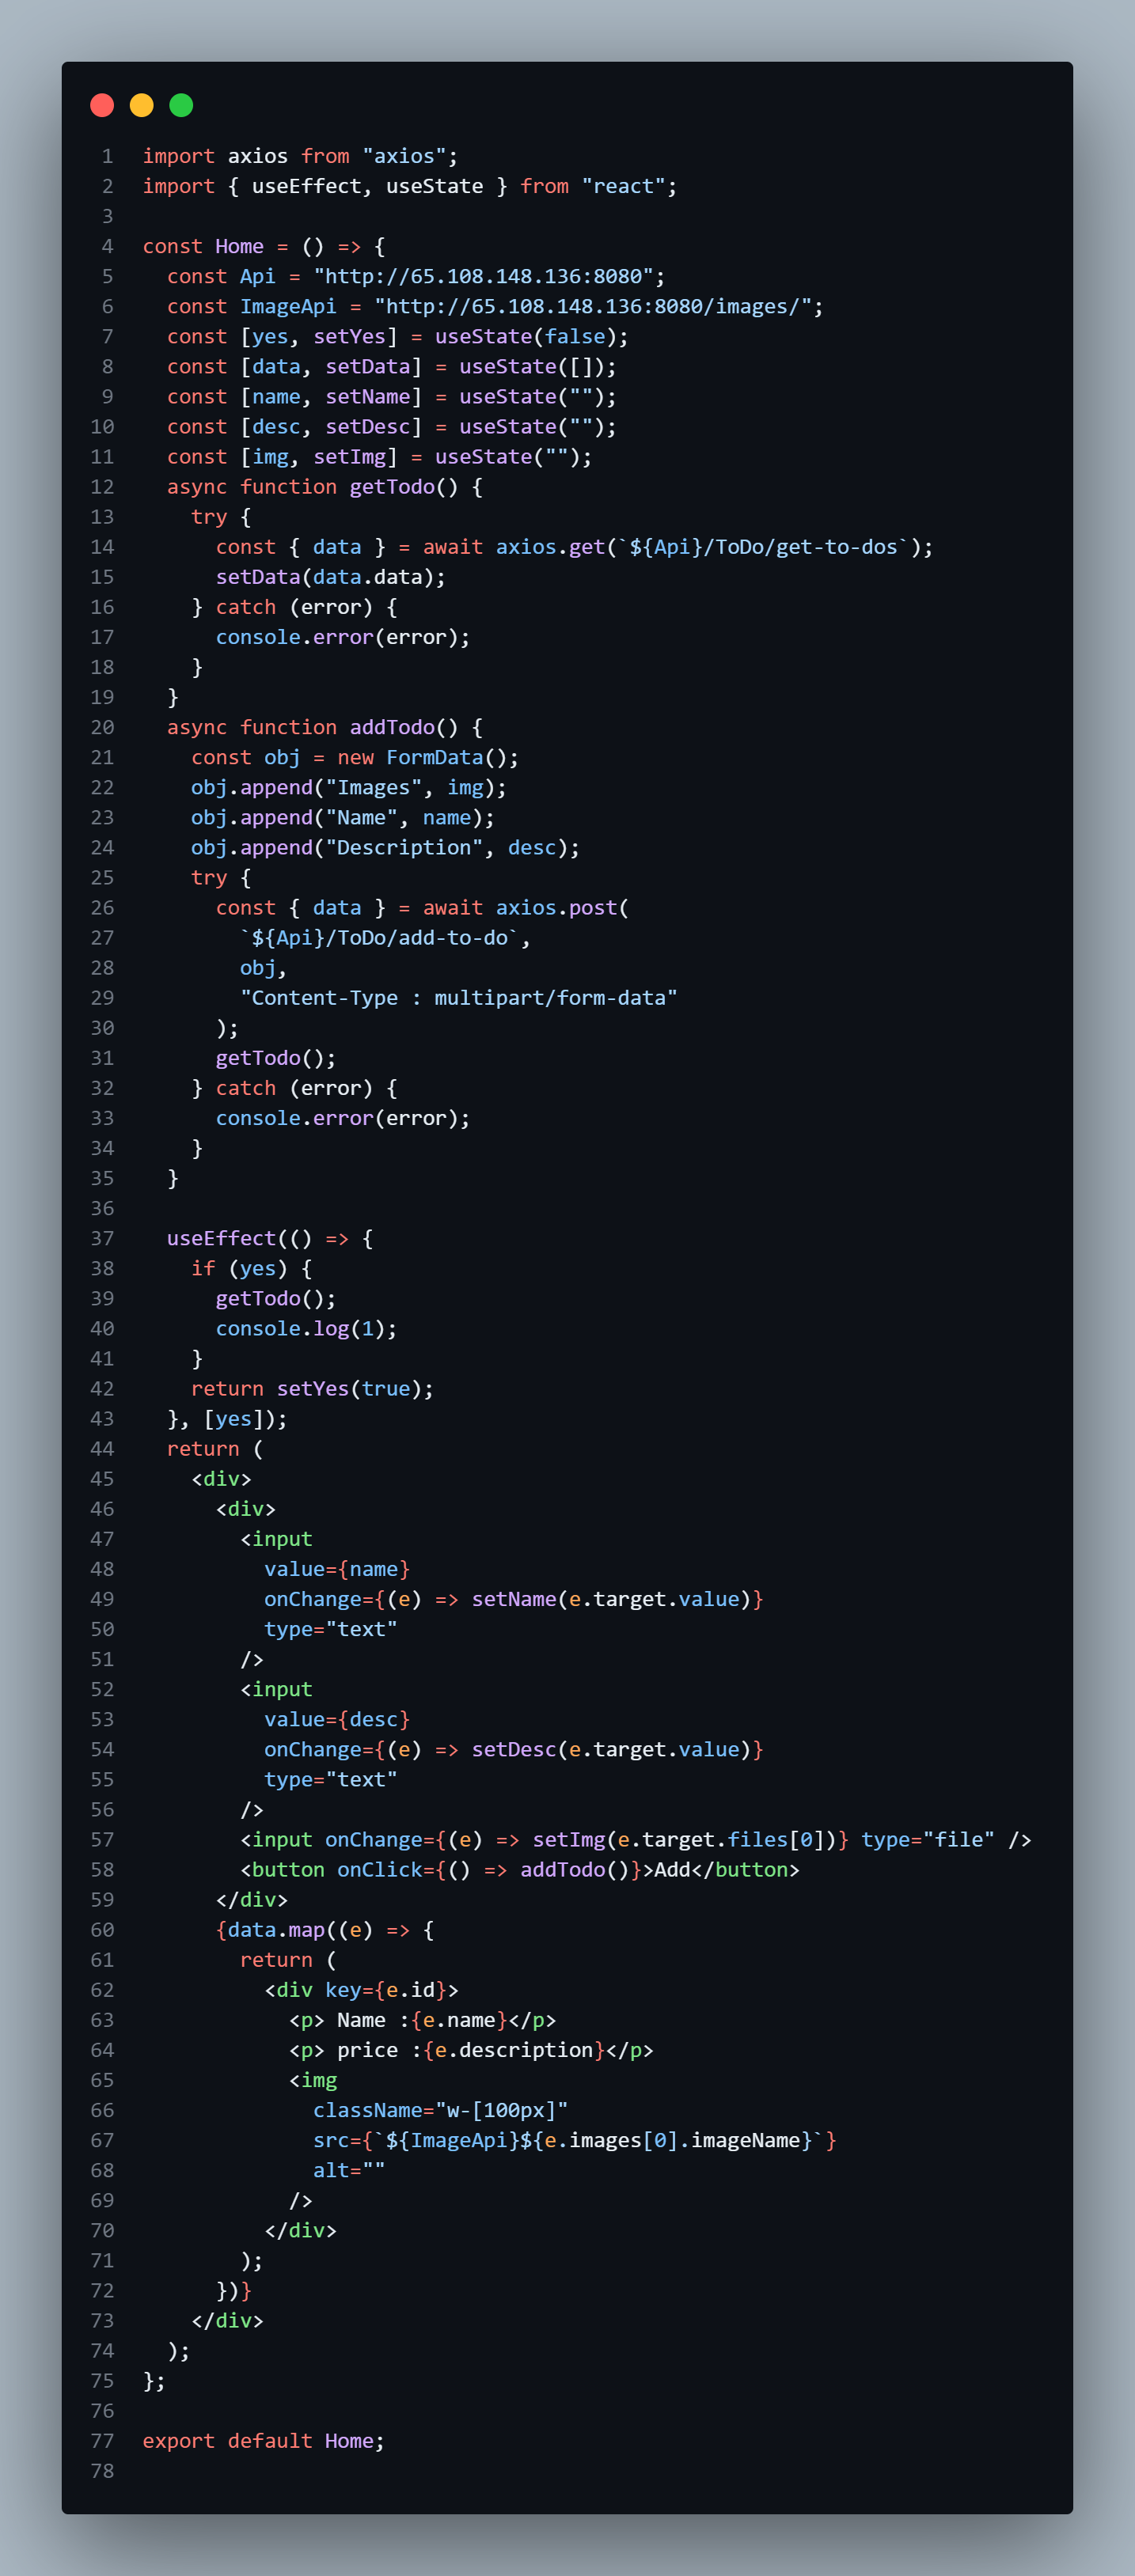 1 import axios from "axios";
2 import { useEffect, useState } from "react";
3
4 const Home = () => {
5   const Api = "http://65.108.148.136:8080";
6   const ImageApi = "http://65.108.148.136:8080/images/";
7   const [yes, setYes] = useState(false);
8   const [data, setData] = useState([]);
9   const [name, setName] = useState("");
10   const [desc, setDesc] = useState("");
11   const [img, setImg] = useState("");
12   async function getTodo() {
13     try {
14       const { data } = await axios.get(`${Api}/ToDo/get-to-dos`);
15       setData(data.data);
16     } catch (error) {
17       console.error(error);
18     }
19   }
20   async function addTodo() {
21     const obj = new FormData();
22     obj.append("Images", img);
23     obj.append("Name", name);
24     obj.append("Description", desc);
25     try {
26       const { data } = await axios.post(
27         `${Api}/ToDo/add-to-do`,
28         obj,
29         "Content-Type : multipart/form-data"
30       );
31       getTodo();
32     } catch (error) {
33       console.error(error);
34     }
35   }
36
37   useEffect(() => {
38     if (yes) {
39       getTodo();
40       console.log(1);
41     }
42     return setYes(true);
43   }, [yes]);
44   return (
45     <div>
46       <div>
47         <input
48           value={name}
49           onChange={(e) => setName(e.target.value)}
50           type="text"
51         />
52         <input
53           value={desc}
54           onChange={(e) => setDesc(e.target.value)}
55           type="text"
56         />
57         <input onChange={(e) => setImg(e.target.files[0])} type="file" />
58         <button onClick={() => addTodo()}>Add</button>
59       </div>
60       {data.map((e) => {
61         return (
62           <div key={e.id}>
63             <p> Name :{e.name}</p>
64             <p> price :{e.description}</p>
65             <img
66               className="w-[100px]"
67               src={`${ImageApi}${e.images[0].imageName}`}
68               alt=""
69             />
70           </div>
71         );
72       })}
73     </div>
74   );
75 };
76
77 export default Home;
78